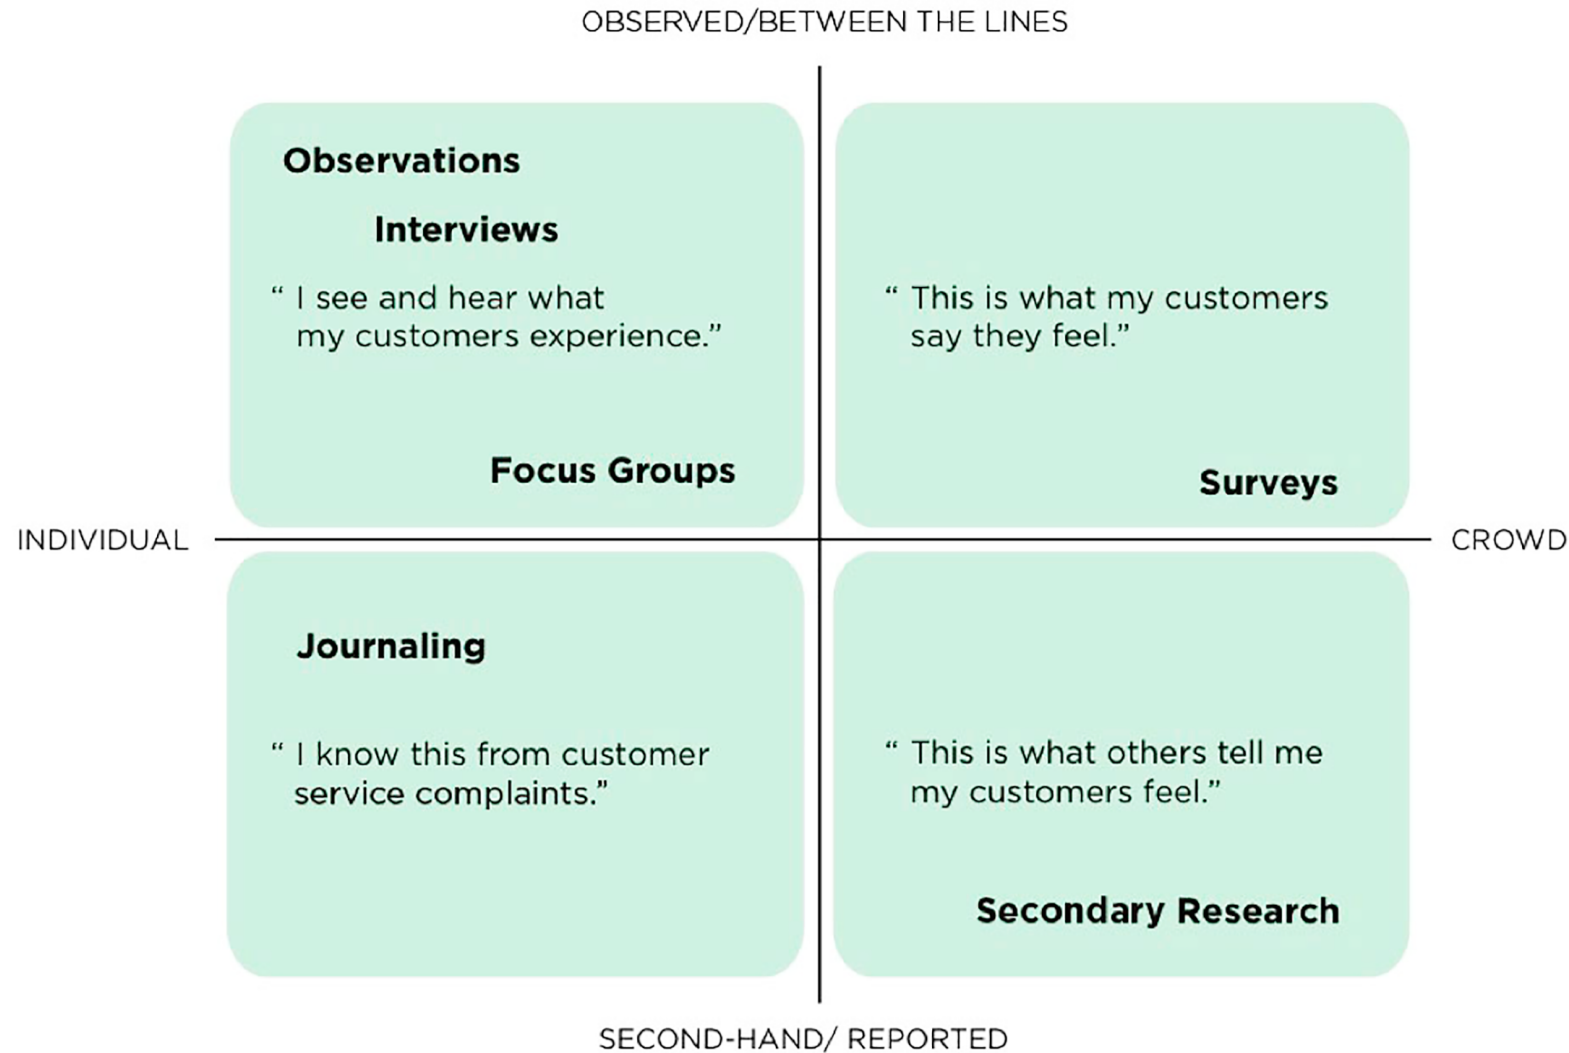 OBSERVED/BETWEEN THE LINES
Observations
Interviews
“ I see and hear what
my customers experience.”
Focus Groups
“ This is what my customers
say they feel.”
Surveys
INDIVIDUAL
CROWD
Journaling
“ I know this from customer
service complaints.”
“ This is what others tell me
my customers feel.”
Secondary Research
SECOND-HAND/ REPORTED